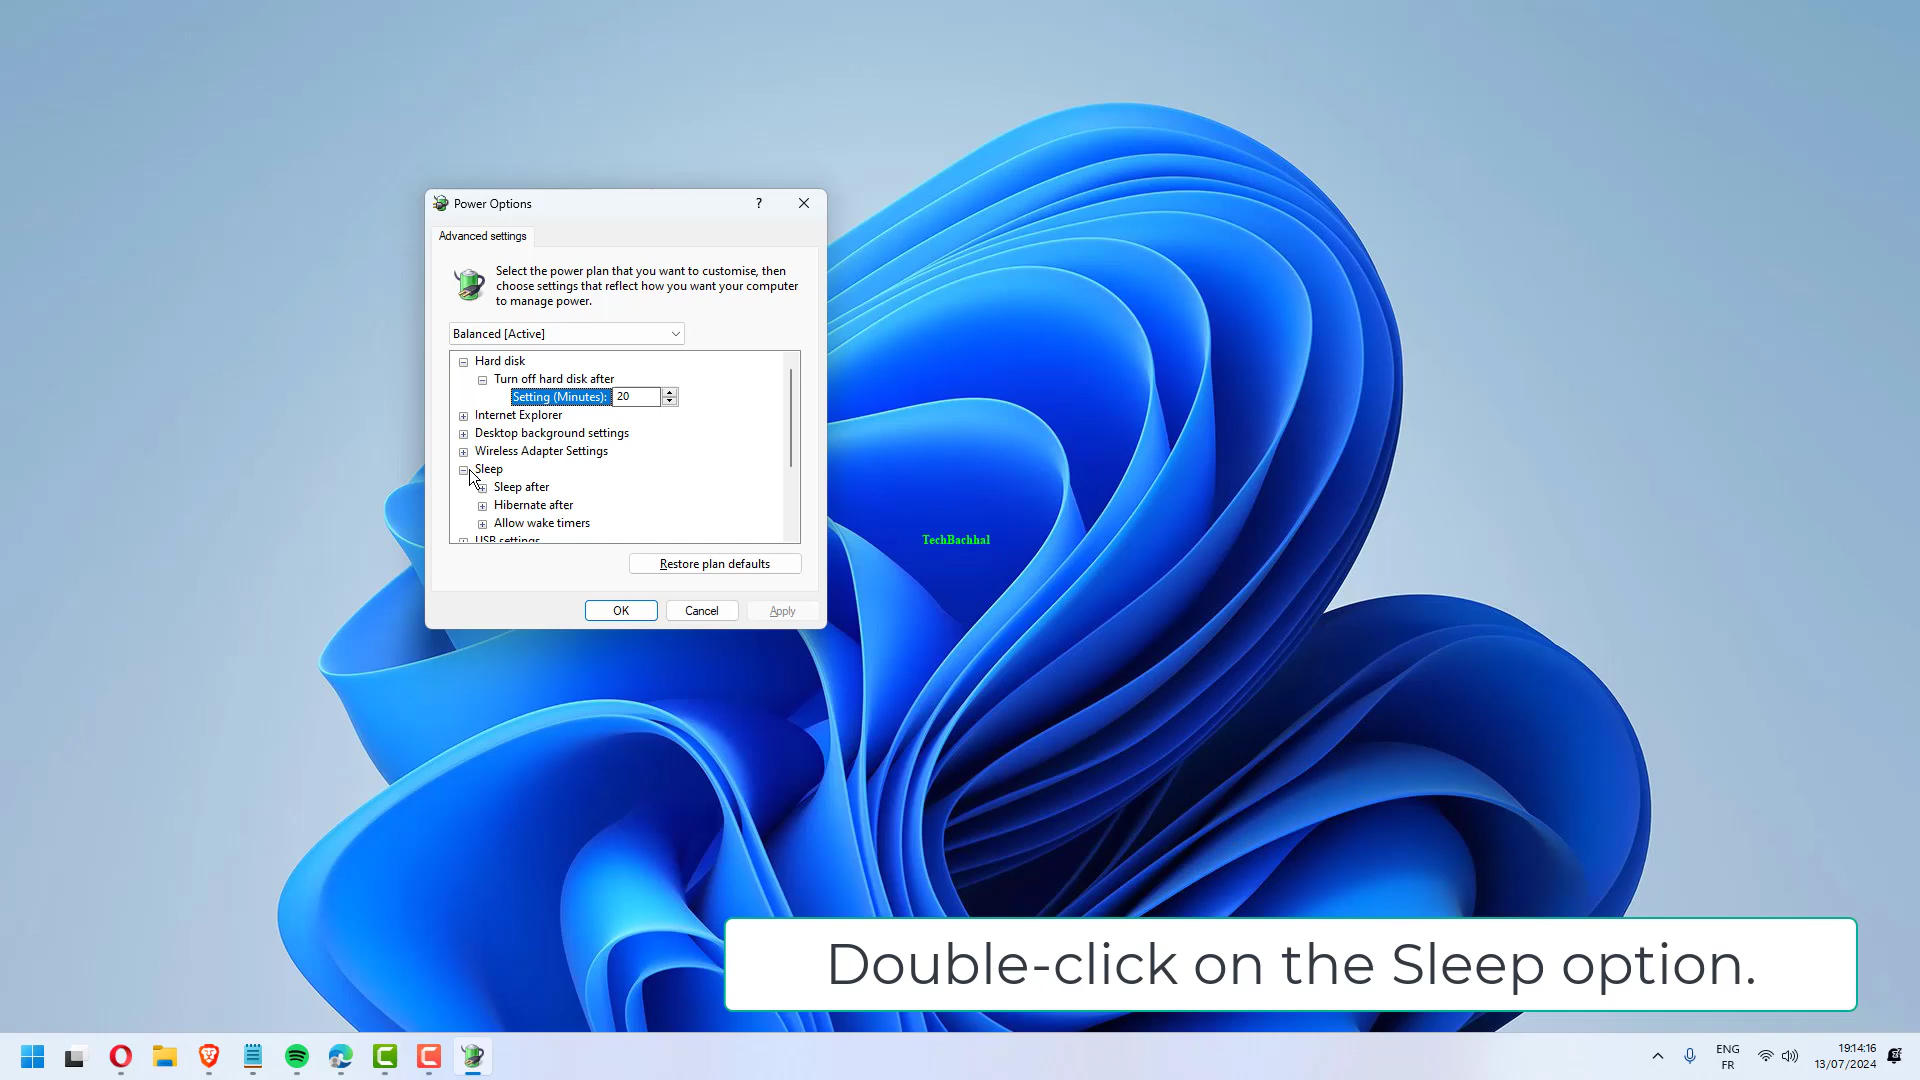 Power Options
?
Advanced settings
Select the power plan that you want to customise, then
choose settings that reflect how you want your computer
to manage power.
Balanced [Active]
Hard disk
Turn off hard disk after
Setting (Minutes): 20
Internet Explorer
Desktop background settings
Wireless Adapter Settings
Sleep
Sleep after
Hibernate after
Allow wake timers
USB settings
Restore plan defaults
OK Cancel Apply
TechBachhal
Double-click on the Sleep option.
ENG
FR
19:14:16
13/07/2024